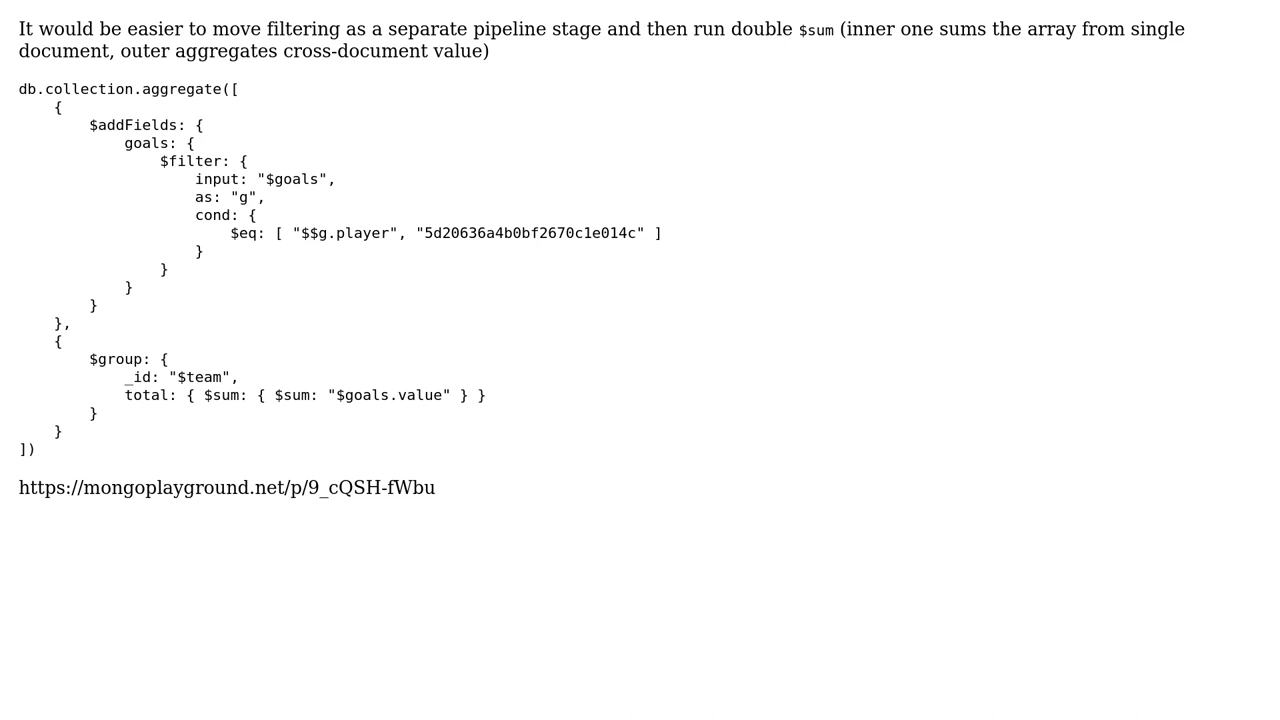 It would be easier to move filtering as a separate pipeline stage and then run double $sum (inner one sums the array from single
document, outer aggregates cross-document value)
db.collection.aggregate([
    {
        $addFields: {
            goals: {
                $filter: {
                    input: "$goals",
                    as: "g",
                    cond: {
                        $eq: [ "$$g.player", "5d20636a4b0bf2670c1e014c" ]
                    }
                }
            }
        }
    },
    {
        $group: {
            _id: "$team",
            total: { $sum: { $sum: "$goals.value" } }
        }
    }
])
https://mongoplayground.net/p/9_cQSH-fWbu